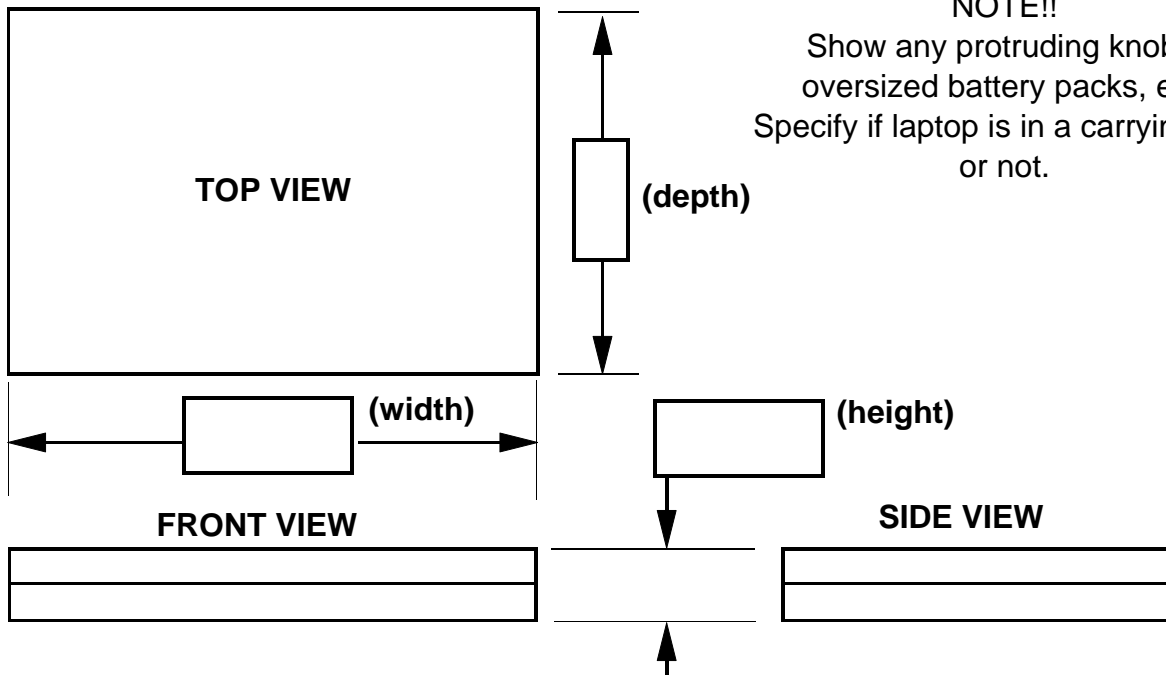 NOTE!!
Show any protruding knob
oversized battery packs, e
Specify if laptop is in a carryin
or not.
TOP VIEW
(depth)
(width)
(height)
FRONT VIEW
SIDE VIEW